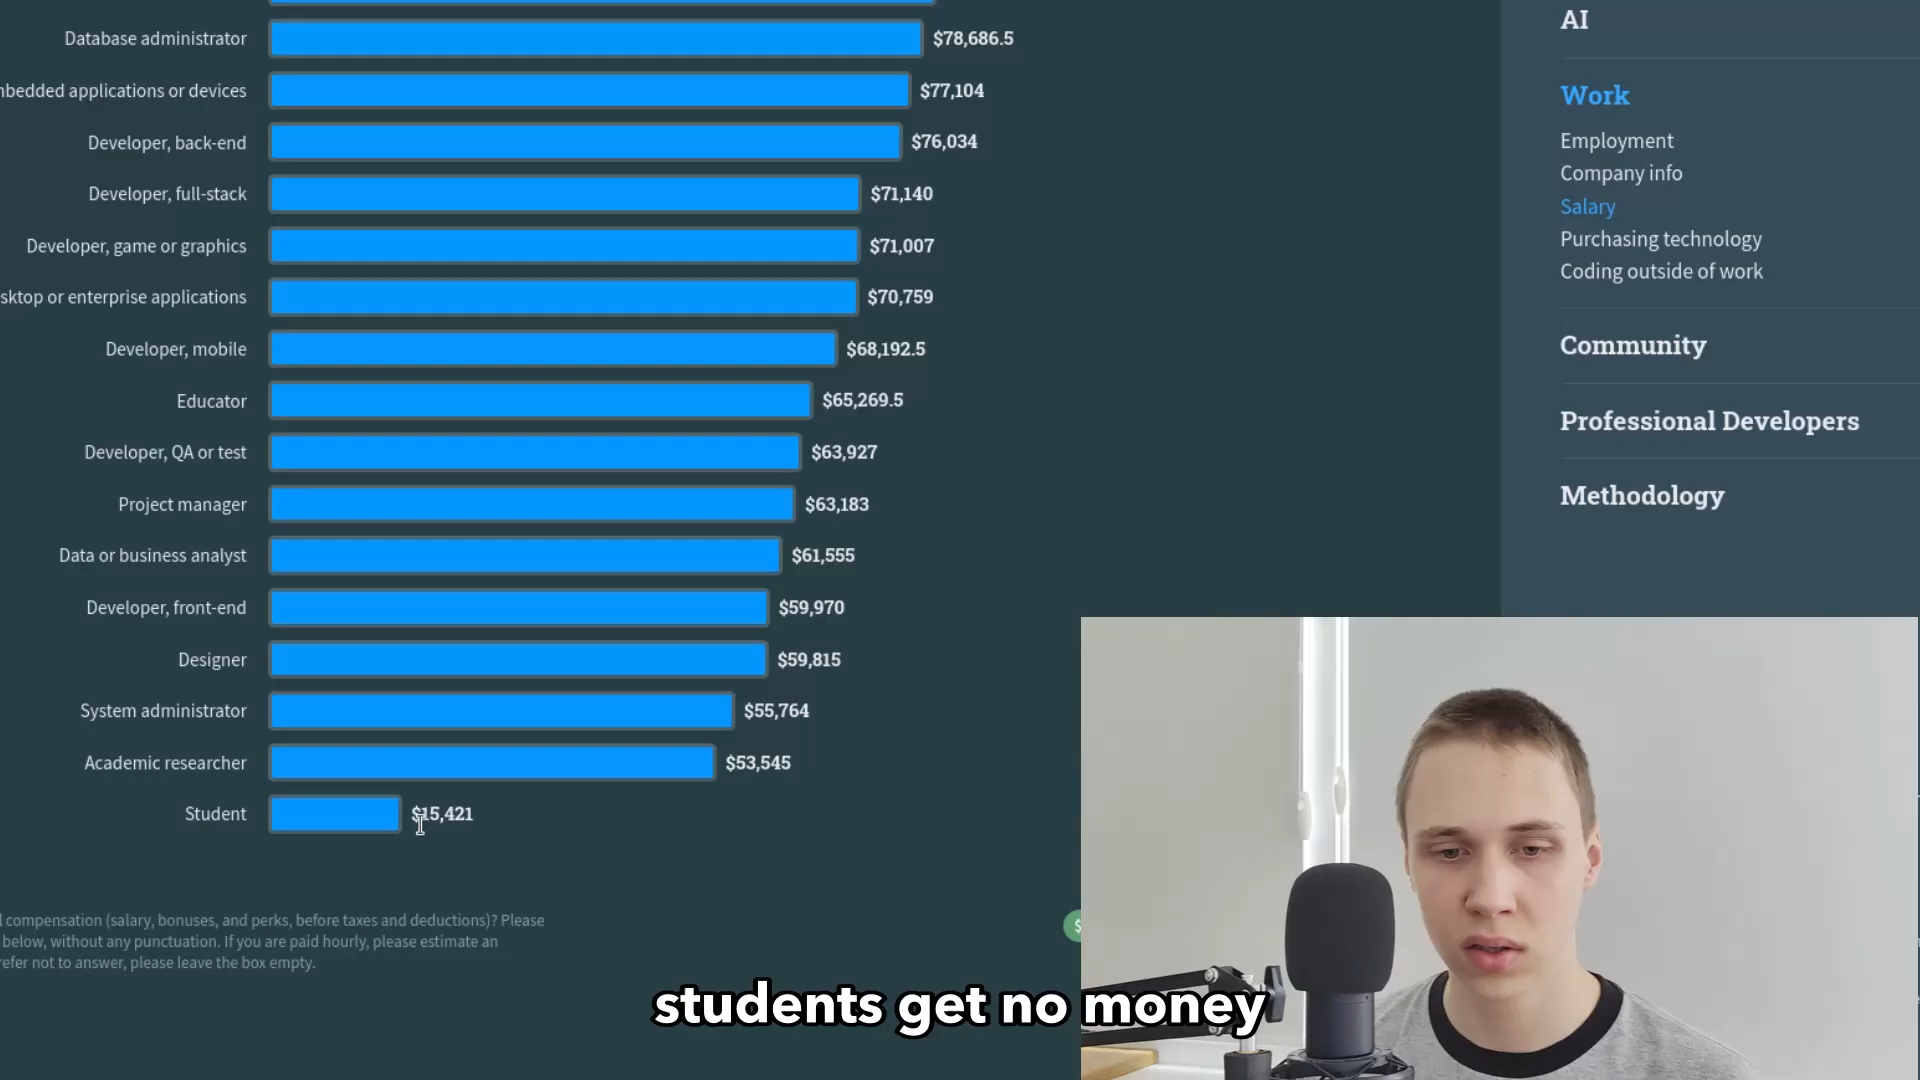 Database administrator $78,686.5
bedded applications or devices $77,104
Developer, back-end $76,034
Developer, full-stack $71,140
Developer, game or graphics $71,007
sktop or enterprise applications $70,759
Developer, mobile $68,192.5
Educator $65,269.5
Developer, QA or test $63,927
Project manager $63,183
Data or business analyst $61,555
Developer, front-end $59,970
Designer $59,815
System administrator $55,764
Academic researcher $53,545
Student $15,421
l compensation (salary, bonuses, and perks, before taxes and deductions)? Please
below, without any punctuation. If you are paid hourly, please estimate an
refer not to answer, please leave the box empty.
$
AI
Work
Employment
Company info
Salary
Purchasing technology
Coding outside of work
Community
Professional Developers
Methodology
students get no money